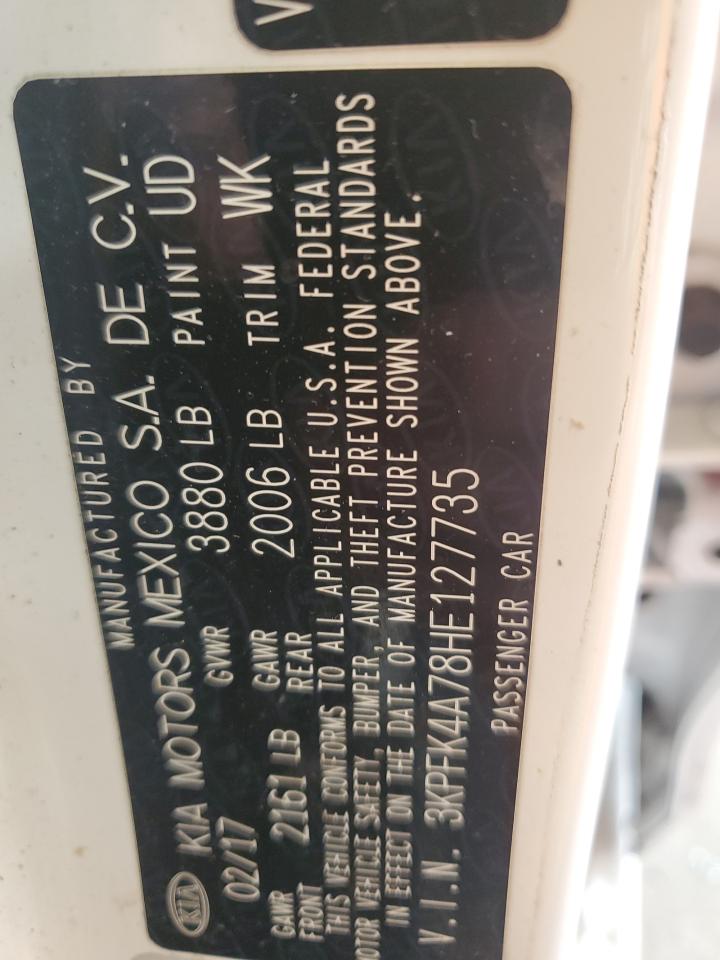 V
MANUFACTURED BY
KIA KIA MOTORS MEXICO S.A. DE C.V.
02/17 GVWR 3880 LB PAINT UD
GAWR FRONT 2161 LB GAWR REAR 2006 LB TRIM WK
THIS VEHICLE CONFORMS TO ALL APPLICABLE U.S.A. FEDERAL
MOTOR VEHICLE SAFETY, BUMPER, AND THEFT PREVENTION STANDARDS
IN EFFECT ON THE DATE OF MANUFACTURE SHOWN ABOVE.
V.I.N. 3KPFK4A78HE127735
PASSENGER CAR